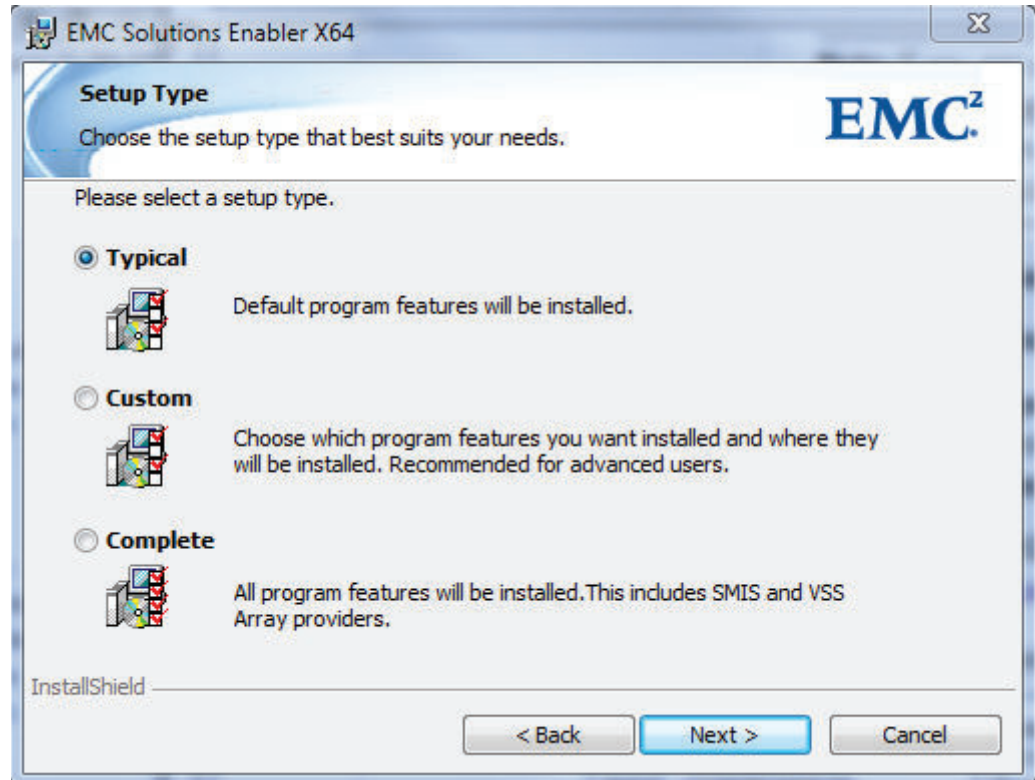 EMC Solutions Enabler X64
Setup Type
Choose the setup type that best suits your needs.
EMC²
Please select a setup type.
Typical
Default program features will be installed.
Custom
Choose which program features you want installed and where they
will be installed. Recommended for advanced users.
Complete
All program features will be installed.This includes SMIS and VSS
Array providers.
InstallShield
< Back
Next >
Cancel